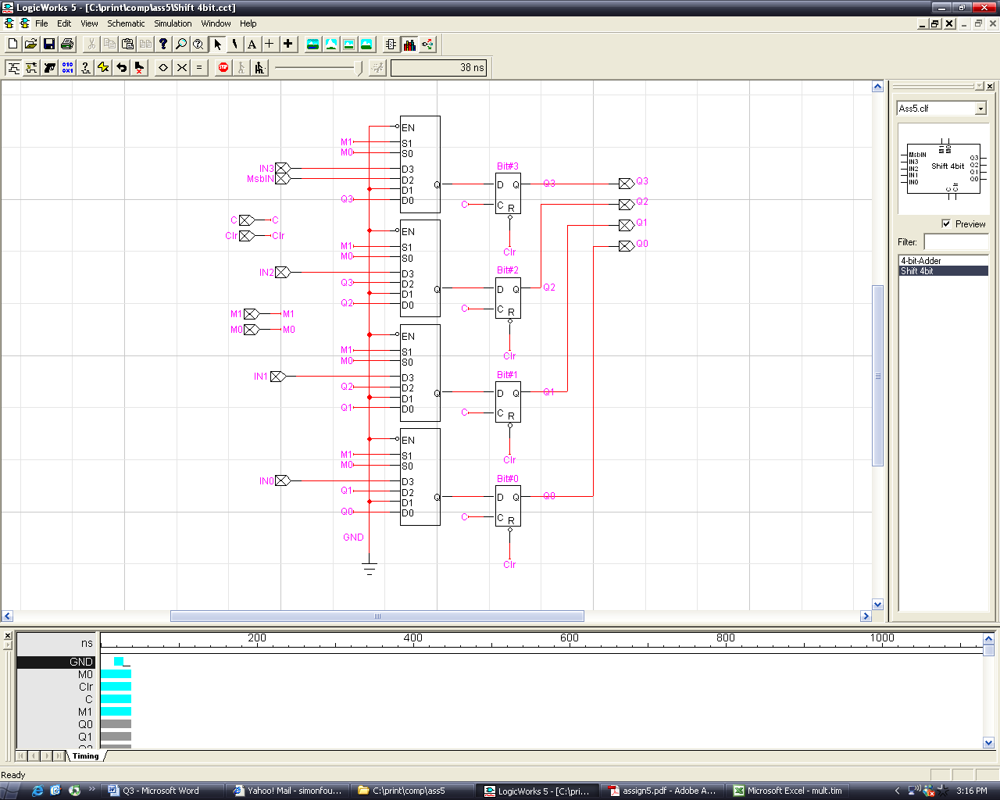 LogicWorks 5 - [C:\print\comp\ass5\Shift 4bit.cct]
File Edit View Schematic Simulation Window Help
38 ns
Ass5.clf
M1 M0
MsbIN
IN3
IN2
IN1
IN0
Shift 4bit
Q3
Q2
Q1
Q0
C Clr
Preview
Filter:
4-bit-Adder
Shift 4bit
EN
M1 S1
M0 S0
IN3 D3
MsbIN D2
D1
Q3 D0
Q
Bit#3
D Q
C C R
Clr
Q3 Q3
Q2
Q1
Q0
C C
Clr Clr
EN
M1 S1
M0 S0
IN2 D3
Q3 D2
D1
Q2 D0
Q
Bit#2
D Q
C C R
Clr
Q2
M1 M1
M0 M0
EN
M1 S1
M0 S0
IN1 D3
Q2 D2
D1
Q1 D0
Q
Bit#1
D Q
C C R
Clr
Q1
EN
M1 S1
M0 S0
IN0 D3
Q1 D2
D1
Q0 D0
Q
Bit#0
D Q
C C R
Clr
Q0
GND
ns 200 400 600 800 1000
GND
M0
Clr
C
M1
Q0
Q1
Timing
Ready
Q3 - Microsoft Word
Yahoo! Mail - simonfou...
C:\print\comp\ass5
LogicWorks 5 - [C:\pri...
assign5.pdf - Adobe A...
Microsoft Excel - mult.tim
3:16 PM